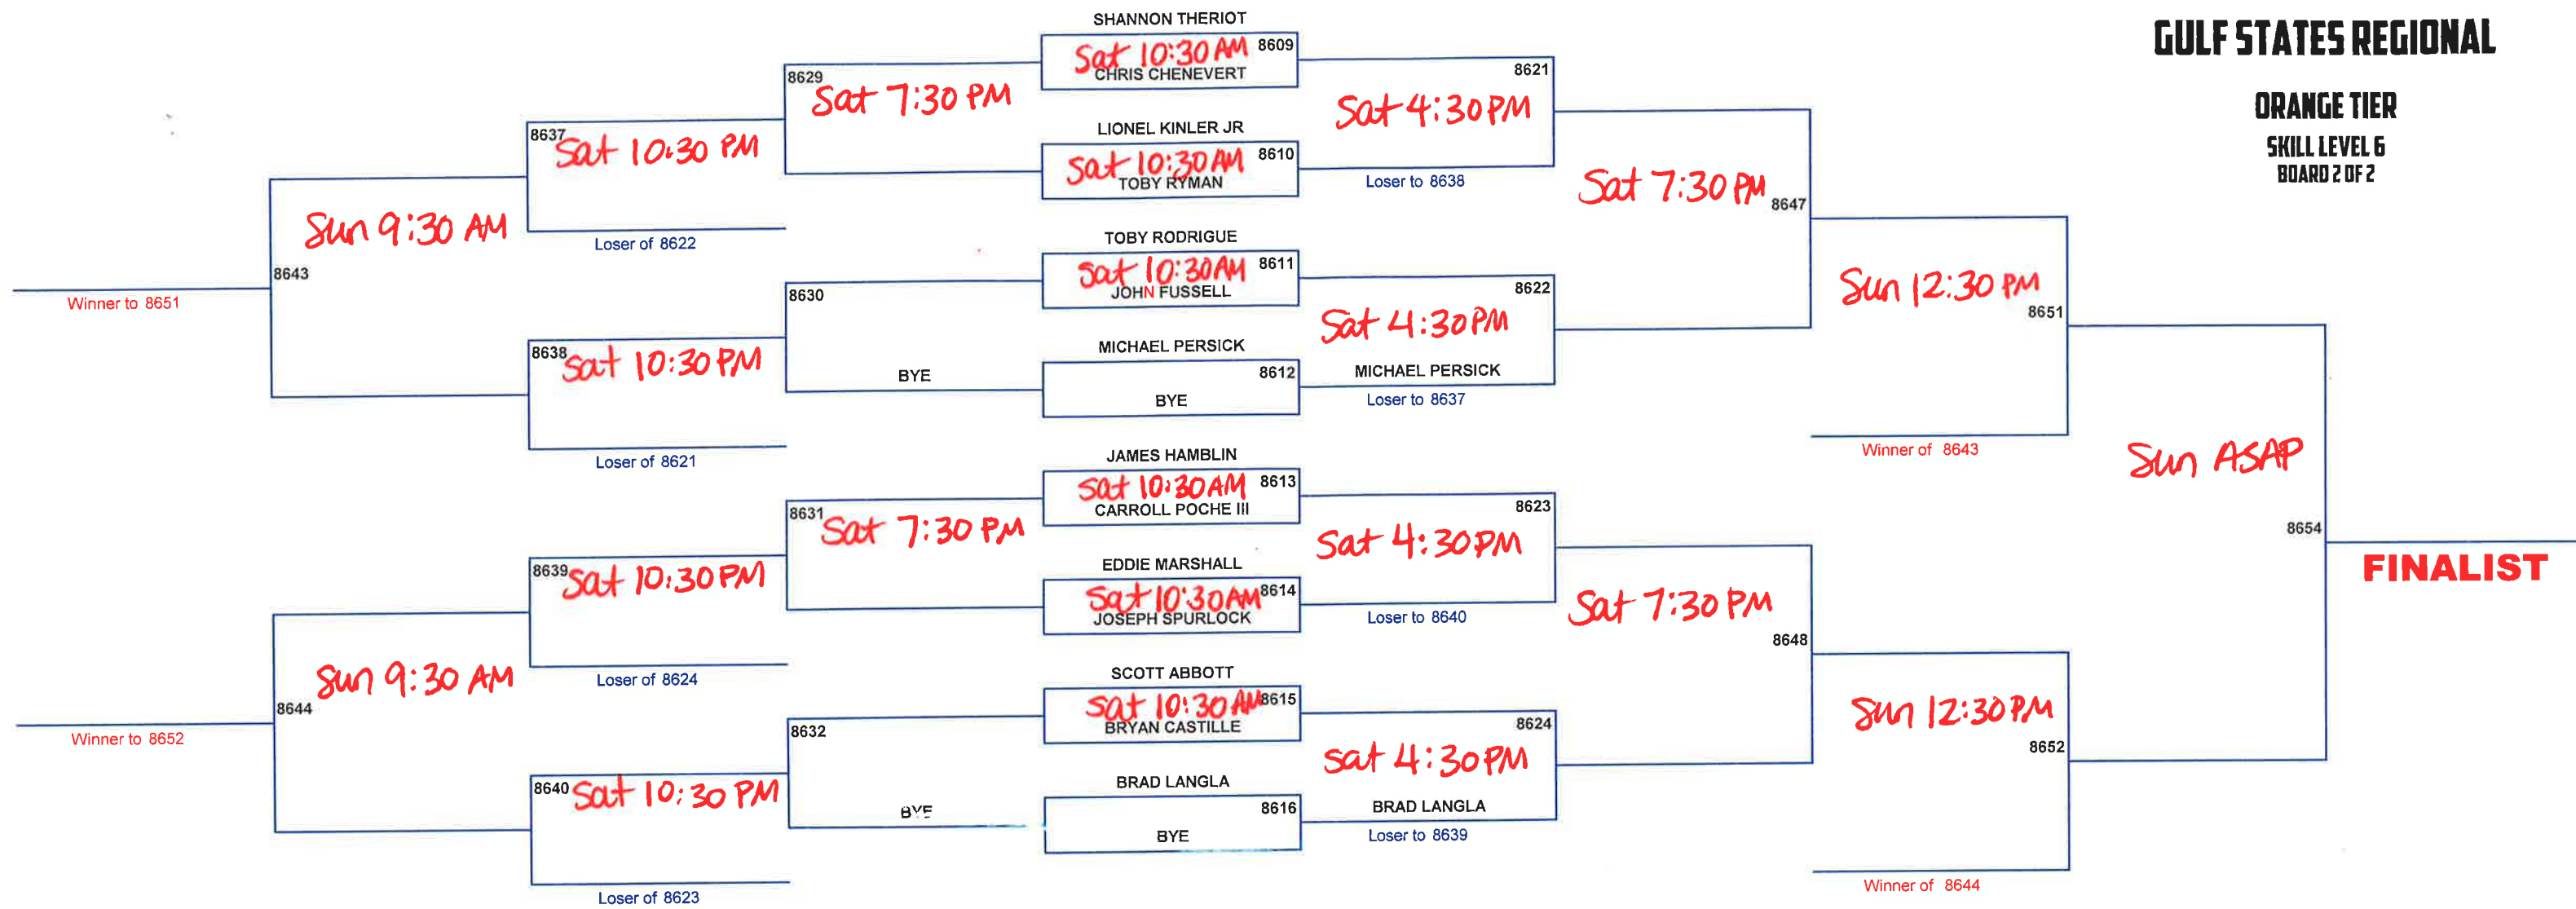 GULF STATES REGIONAL
ORANGE TIER
SKILL LEVEL 6
BOARD 2 OF 2
SHANNON THERIOT
Sat 10:30 AM 8609
CHRIS CHENEVERT
LIONEL KINLER JR
Sat 10:30 AM 8610
TOBY RYMAN
TOBY RODRIGUE
Sat 10:30 AM 8611
JOHN FUSSELL
MICHAEL PERSICK
8612
BYE
JAMES HAMBLIN
Sat 10:30 AM 8613
CARROLL POCHE III
EDDIE MARSHALL
Sat 10:30 AM 8614
JOSEPH SPURLOCK
SCOTT ABBOTT
Sat 10:30 AM 8615
BRYAN CASTILLE
BRAD LANGLA
8616
BYE
8629
Sat 7:30 PM
8630
BYE
8631
Sat 7:30 PM
8632
BYE
8637
Sat 10:30 PM
Loser of 8622
8638
Sat 10:30 PM
Loser of 8621
8639
Sat 10:30 PM
Loser of 8624
8640
Sat 10:30 PM
Loser of 8623
Sun 9:30 AM
8643
Winner to 8651
Sun 9:30 AM
8644
Winner to 8652
8621
Sat 4:30 PM
Loser to 8638
8622
Sat 4:30 PM
MICHAEL PERSICK
Loser to 8637
8623
Sat 4:30 PM
Loser to 8640
8624
Sat 4:30 PM
BRAD LANGLA
Loser to 8639
Sat 7:30 PM
8647
Sat 7:30 PM
8648
Sun 12:30 PM
8651
Winner of 8643
Sun 12:30 PM
8652
Winner of 8644
Sun ASAP
8654
FINALIST